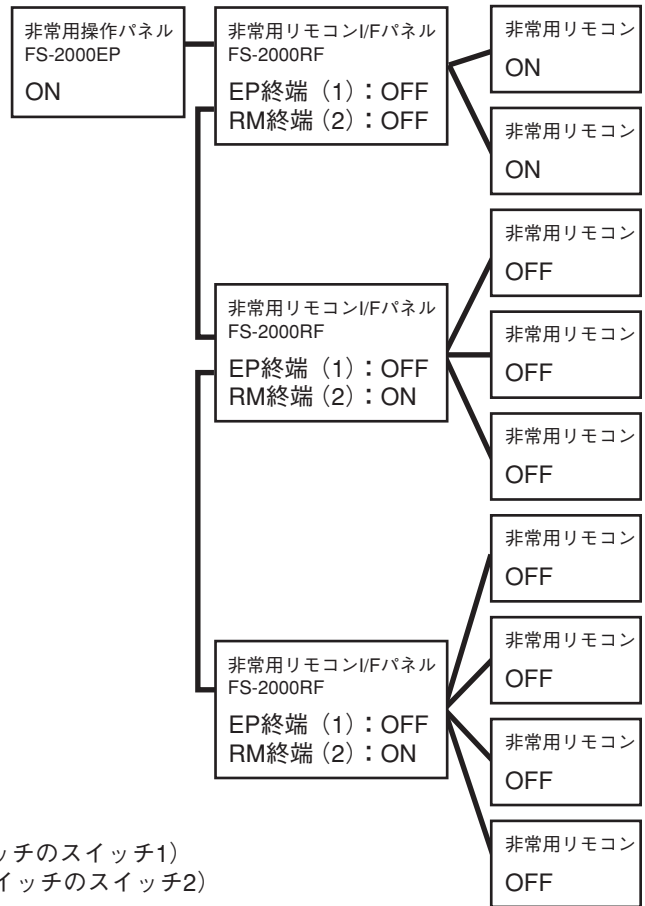 非常用操作パネル
FS-2000EP
ON
非常用リモコンI/Fパネル
FS-2000RF
EP終端（1）：OFF
RM終端（2）：OFF
非常用リモコン
ON
非常用リモコン
ON
非常用リモコンI/Fパネル
FS-2000RF
EP終端（1）：OFF
RM終端（2）：ON
非常用リモコン
OFF
非常用リモコン
OFF
非常用リモコン
OFF
非常用リモコンI/Fパネル
FS-2000RF
EP終端（1）：OFF
RM終端（2）：ON
非常用リモコン
OFF
非常用リモコン
OFF
非常用リモコン
OFF
非常用リモコン
OFF
ッチのスイッチ1）
イッチのスイッチ2）